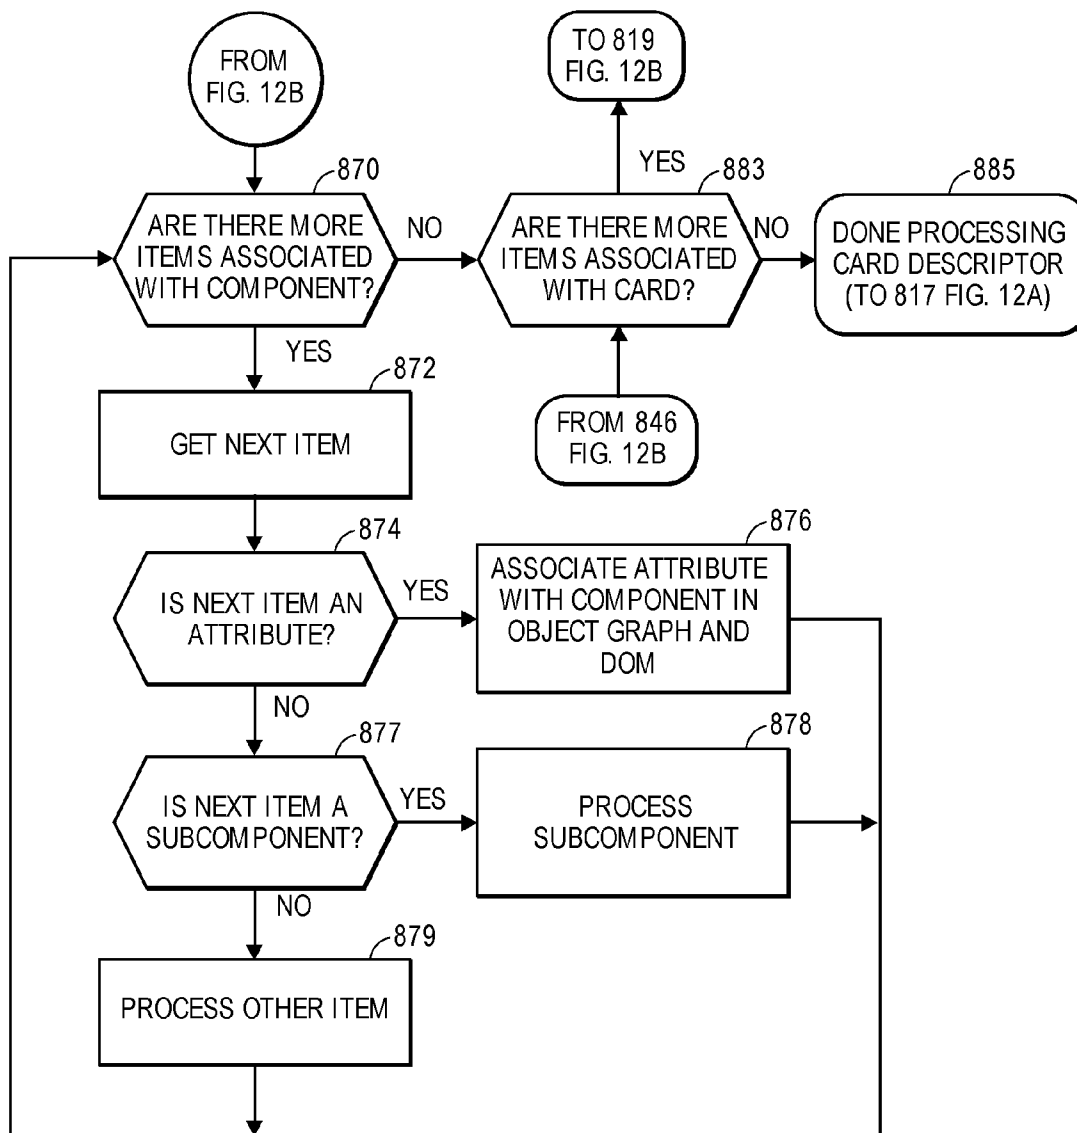 FROM
FIG. 12B
TO 819
FIG. 12B
870
ARE THERE MORE
ITEMS ASSOCIATED
WITH COMPONENT?
NO
YES
883
ARE THERE MORE
ITEMS ASSOCIATED
WITH CARD?
NO
885
DONE PROCESSING
CARD DESCRIPTOR
(TO 817 FIG. 12A)
YES
872
GET NEXT ITEM
FROM 846
FIG. 12B
874
IS NEXT ITEM AN
ATTRIBUTE?
YES
876
ASSOCIATE ATTRIBUTE
WITH COMPONENT IN
OBJECT GRAPH AND
DOM
NO
877
IS NEXT ITEM A
SUBCOMPONENT?
YES
878
PROCESS
SUBCOMPONENT
NO
879
PROCESS OTHER ITEM